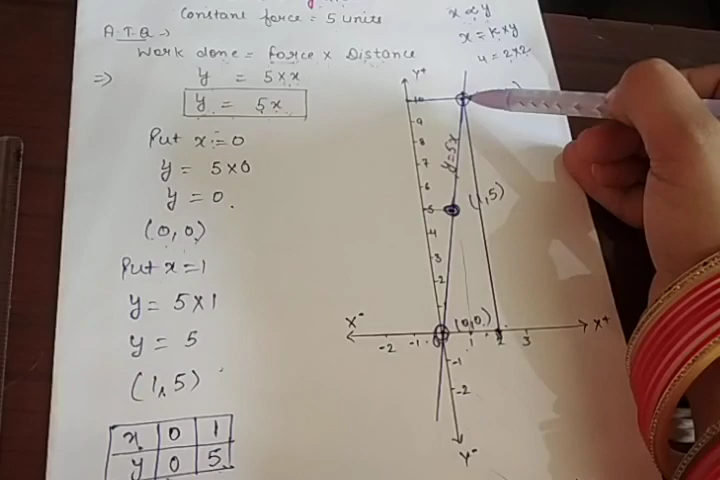 Constant force = 5 units
A.T.Q →
Work done = force × Distance
⇒ y = 5 × x
y = 5x
Put x = 0
y = 5 × 0
y = 0.
(0,0)
Put x = 1
y = 5 × 1
y = 5
(1,5)
x 0 1
y 0 5
x ∝ y
x = k × y
4 = 2 × 2
Y+
10
9
8
7
6
5
4
3
2
1
y = 5x
(1,5)
(0,0)
X- -2 -1 0 1 2 3 X+
-1
-2
Y-